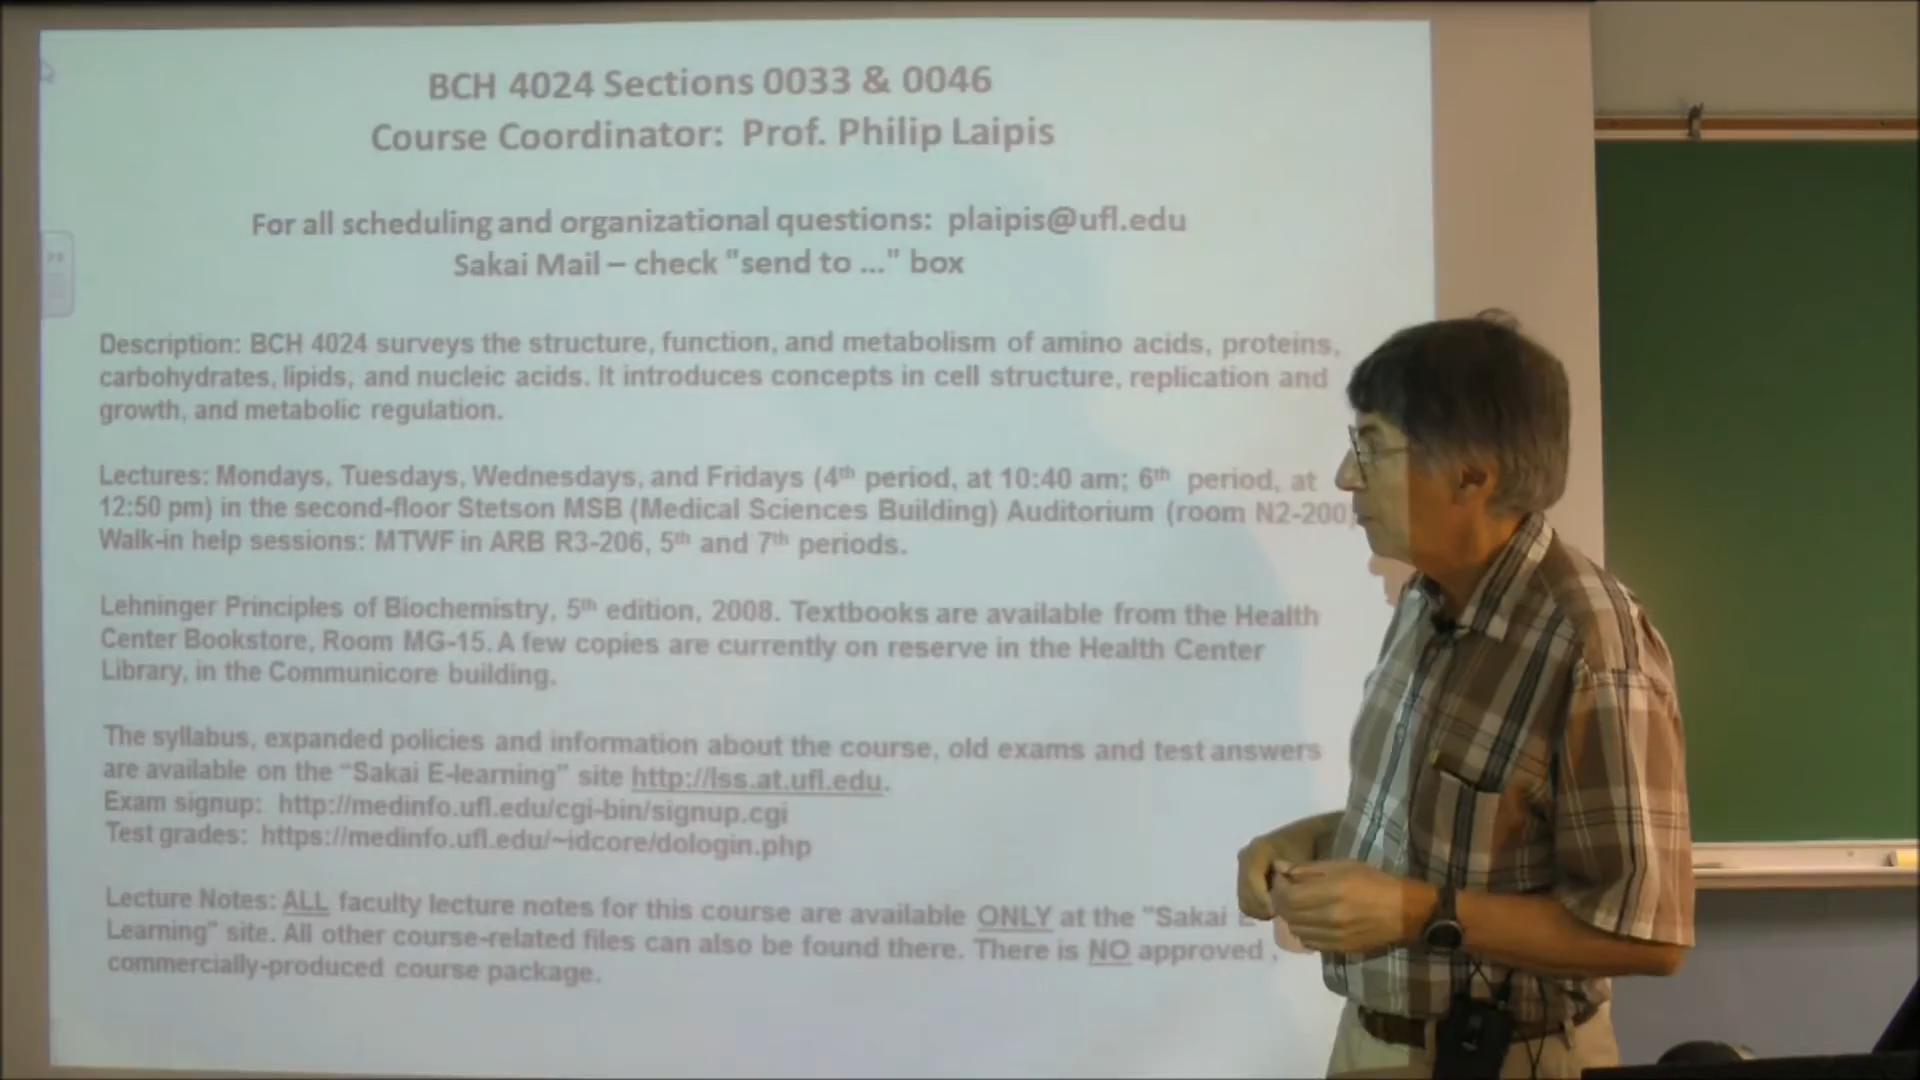 BCH 4024 Sections 0033 & 0046
Course Coordinator: Prof. Philip Laipis
For all scheduling and organizational questions: plaipis@ufl.edu
Sakai Mail – check "send to ..." box
Description: BCH 4024 surveys the structure, function, and metabolism of amino acids, proteins,
carbohydrates, lipids, and nucleic acids. It introduces concepts in cell structure, replication and
growth, and metabolic regulation.
Lectures: Mondays, Tuesdays, Wednesdays, and Fridays (4th period, at 10:40 am; 6th period, at
12:50 pm) in the second-floor Stetson MSB (Medical Sciences Building) Auditorium (room N2-200)
Walk-in help sessions: MTWF in ARB R3-206, 5th and 7th periods.
Lehninger Principles of Biochemistry, 5th edition, 2008. Textbooks are available from the Health
Center Bookstore, Room MG-15. A few copies are currently on reserve in the Health Center
Library, in the Communicore building.
The syllabus, expanded policies and information about the course, old exams and test answers
are available on the “Sakai E-learning” site http://lss.at.ufl.edu.
Exam signup: http://medinfo.ufl.edu/cgi-bin/signup.cgi
Test grades: https://medinfo.ufl.edu/~idcore/dologin.php
Lecture Notes: ALL faculty lecture notes for this course are available ONLY at the "Sakai E-
Learning" site. All other course-related files can also be found there. There is NO approved ,
commercially-produced course package.